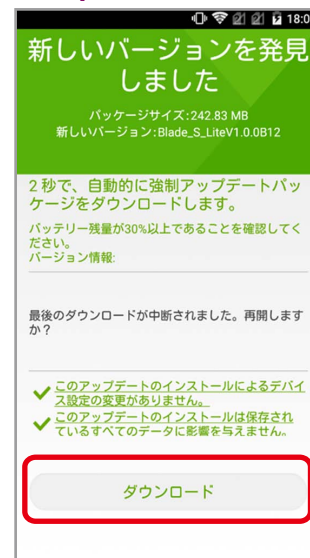 18:0
新しいバージョンを発見
しました
パッケージサイズ:242.83 MB
新しいバージョン:Blade_S_LiteV1.0.0B12
2秒で、自動的に強制アップデートパッ
ケージをダウンロードします。
バッテリー残量が30%以上であることを確認してく
ださい。
バージョン情報:
最後のダウンロードが中断されました。再開します
か？
このアップデートのインストールによるデバイ
ス設定の変更がありません。
このアップデートのインストールは保存され
ているすべてのデータに影響を与えません。
ダウンロード